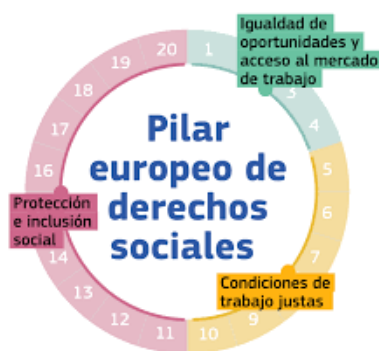 Igualdad de
oportunidades y
acceso al mercado
de trabajo
Pilar
europeo de
derechos
sociales
Protección
e inclusión
social
Condiciones de
trabajo justas
1
3
4
5
6
7
9
10
11
12
13
14
16
17
18
19
20